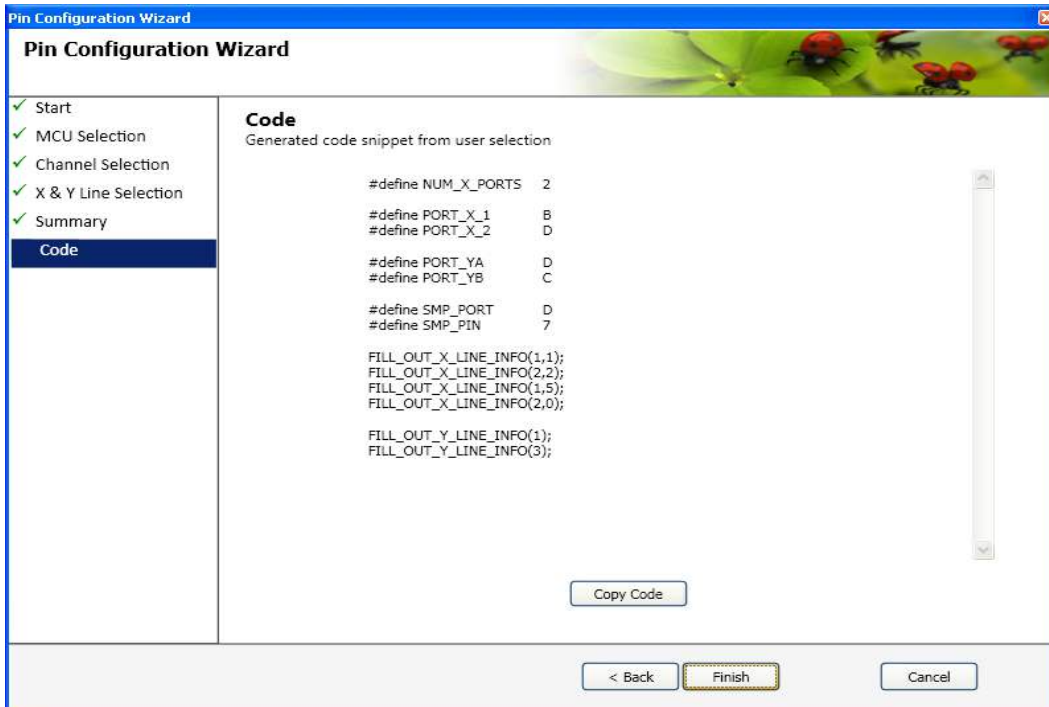 Pin Configuration Wizard
Pin Configuration Wizard
✓ Start
✓ MCU Selection
✓ Channel Selection
✓ X & Y Line Selection
✓ Summary
Code
Code
Generated code snippet from user selection
#define NUM_X_PORTS 2
#define PORT_X_1 B
#define PORT_X_2 D
#define PORT_YA D
#define PORT_YB C
#define SMP_PORT D
#define SMP_PIN 7
FILL_OUT_X_LINE_INFO(1,1);
FILL_OUT_X_LINE_INFO(2,2);
FILL_OUT_X_LINE_INFO(1,5);
FILL_OUT_X_LINE_INFO(2,0);
FILL_OUT_Y_LINE_INFO(1);
FILL_OUT_Y_LINE_INFO(3);
Copy Code
< Back Finish Cancel